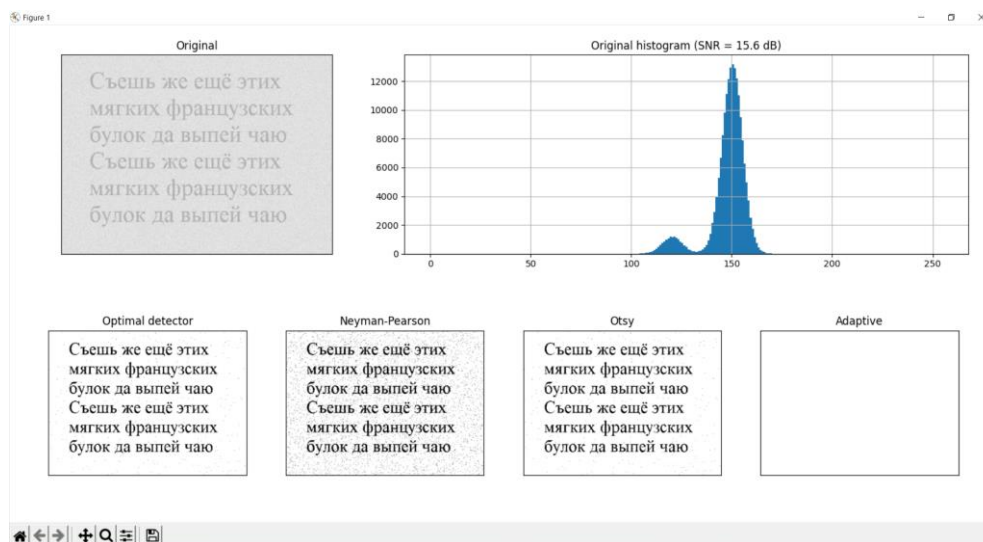 Figure 1
Original
Съешь же ещё этих
мягких французских
булок да выпей чаю
Съешь же ещё этих
мягких французских
булок да выпей чаю
Original histogram (SNR = 15.6 dB)
12000
10000
8000
6000
4000
2000
0
0 50 100 150 200 250
Optimal detector
Съешь же ещё этих
мягких французских
булок да выпей чаю
Съешь же ещё этих
мягких французских
булок да выпей чаю
Neyman-Pearson
Съешь же ещё этих
мягких французских
булок да выпей чаю
Съешь же ещё этих
мягких французских
булок да выпей чаю
Otsy
Съешь же ещё этих
мягких французских
булок да выпей чаю
Съешь же ещё этих
мягких французских
булок да выпей чаю
Adaptive